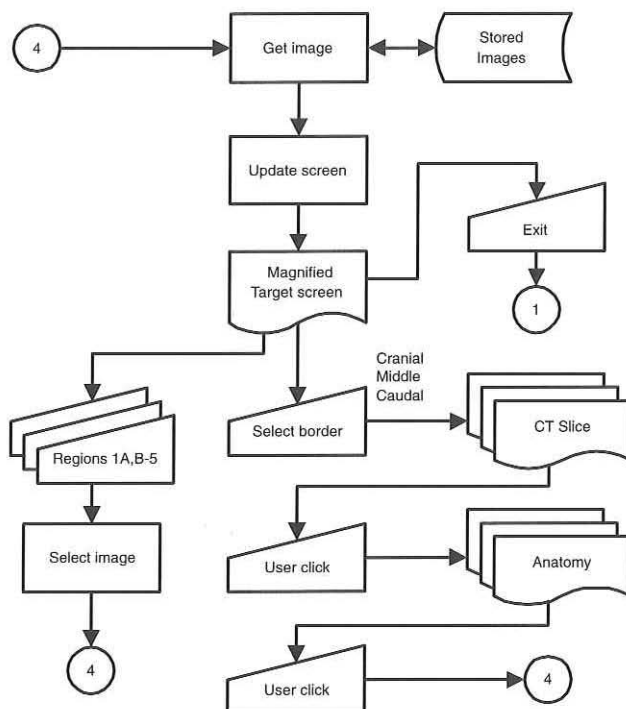 4
Get image
Stored
Images
Update screen
Exit
Magnified
Target screen
1
Cranial
Middle
Caudal
Regions 1A,B-5
Select border
CT Slice
Select image
User click
Anatomy
4
User click
4